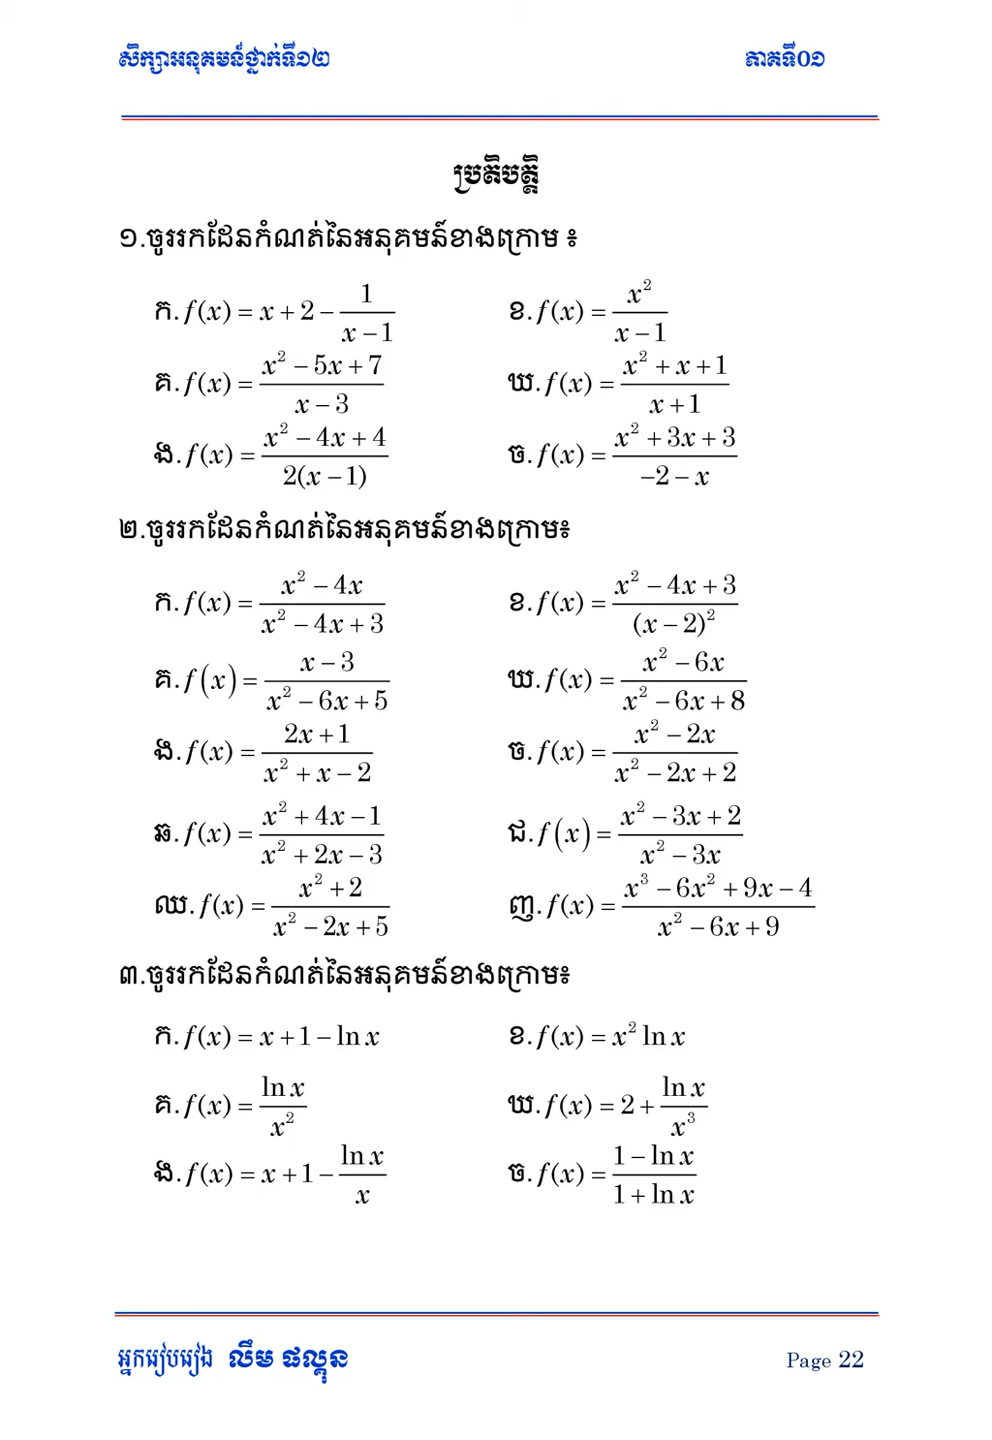 សិក្សាអនុគមន៍ថ្នាក់ទី១២ ភាគទី០១
ប្រតិបត្តិ
១.ចូររកដែនកំណត់នៃអនុគមន៍ខាងក្រោម ៖
ក. f(x) = x + 2 − 1/(x − 1) ខ. f(x) = x²/(x − 1)
គ. f(x) = (x² − 5x + 7)/(x − 3) ឃ. f(x) = (x² + x + 1)/(x + 1)
ង. f(x) = (x² − 4x + 4)/(2(x − 1)) ច. f(x) = (x² + 3x + 3)/(−2 − x)
២.ចូររកដែនកំណត់នៃអនុគមន៍ខាងក្រោម៖
ក. f(x) = (x² − 4x)/(x² − 4x + 3) ខ. f(x) = (x² − 4x + 3)/(x − 2)²
គ. f(x) = (x − 3)/(x² − 6x + 5) ឃ. f(x) = (x² − 6x)/(x² − 6x + 8)
ង. f(x) = (2x + 1)/(x² + x − 2) ច. f(x) = (x² − 2x)/(x² − 2x + 2)
ឆ. f(x) = (x² + 4x − 1)/(x² + 2x − 3) ជ. f(x) = (x² − 3x + 2)/(x² − 3x)
ឈ. f(x) = (x² + 2)/(x² − 2x + 5) ញ. f(x) = (x³ − 6x² + 9x − 4)/(x² − 6x + 9)
៣.ចូររកដែនកំណត់នៃអនុគមន៍ខាងក្រោម៖
ក. f(x) = x + 1 − ln x ខ. f(x) = x² ln x
គ. f(x) = ln x/x² ឃ. f(x) = 2 + ln x/x³
ង. f(x) = x + 1 − ln x/x ច. f(x) = (1 − ln x)/(1 + ln x)
អ្នករៀបរៀង លឹម ផល្គុន Page 22